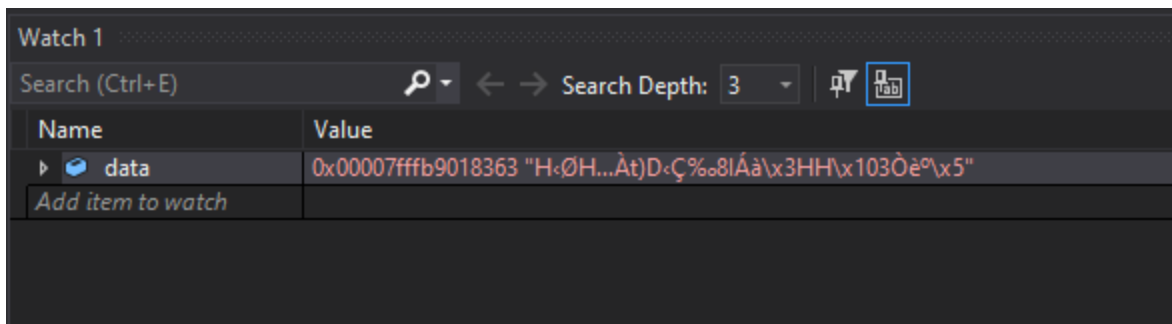 Watch 1
Search (Ctrl+E) Search Depth: 3
Name Value
data 0x00007fffb9018363 "H‹ØH…Àt)D‹Ç‰8IÁà\x3HH\x103Òèº\x5"
Add item to watch